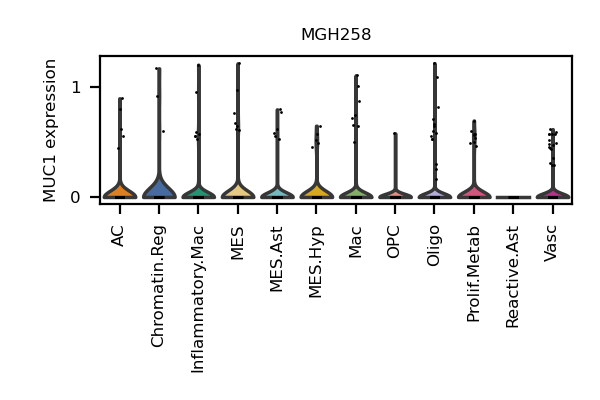 MGH258
MUC1 expression
1
0
AC
Chromatin.Reg
Inflammatory.Mac
MES
MES.Ast
MES.Hyp
Mac
OPC
Oligo
Prolif.Metab
Reactive.Ast
Vasc